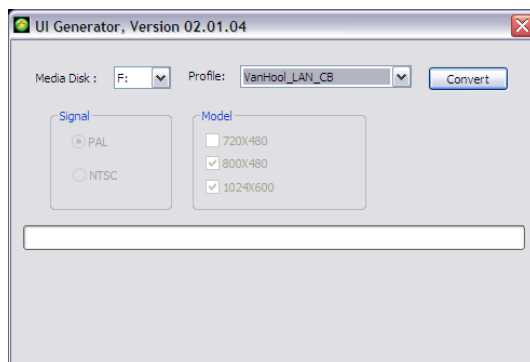 UI Generator, Version 02.01.04
Media Disk : F: Profile: VanHool_LAN_CB Convert
Signal
PAL
NTSC
Model
720X480
800X480
1024X600